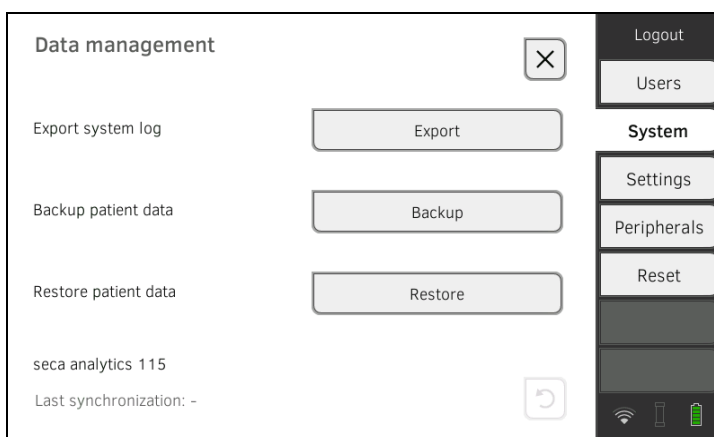 Data management
Export system log
Export
Backup patient data
Backup
Restore patient data
Restore
seca analytics 115
Last synchronization: -
Logout
Users
System
Settings
Peripherals
Reset